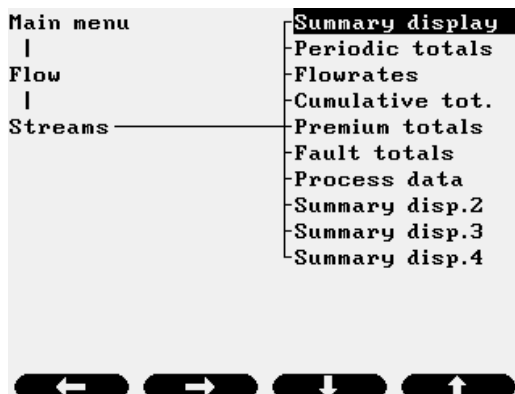 Main menu
Flow
Streams
Summary display
Periodic totals
Flowrates
Cumulative tot.
Premium totals
Fault totals
Process data
Summary disp.2
Summary disp.3
Summary disp.4